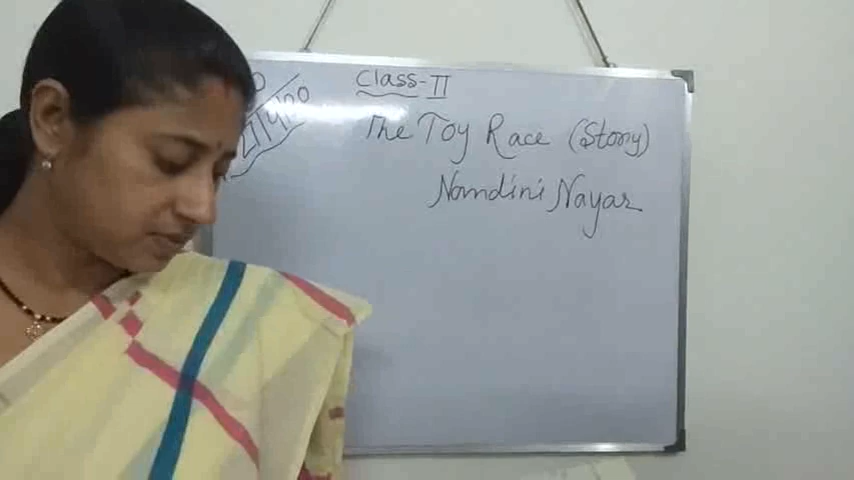 Class-II
The Toy Race (Story)
Nandini Nayar